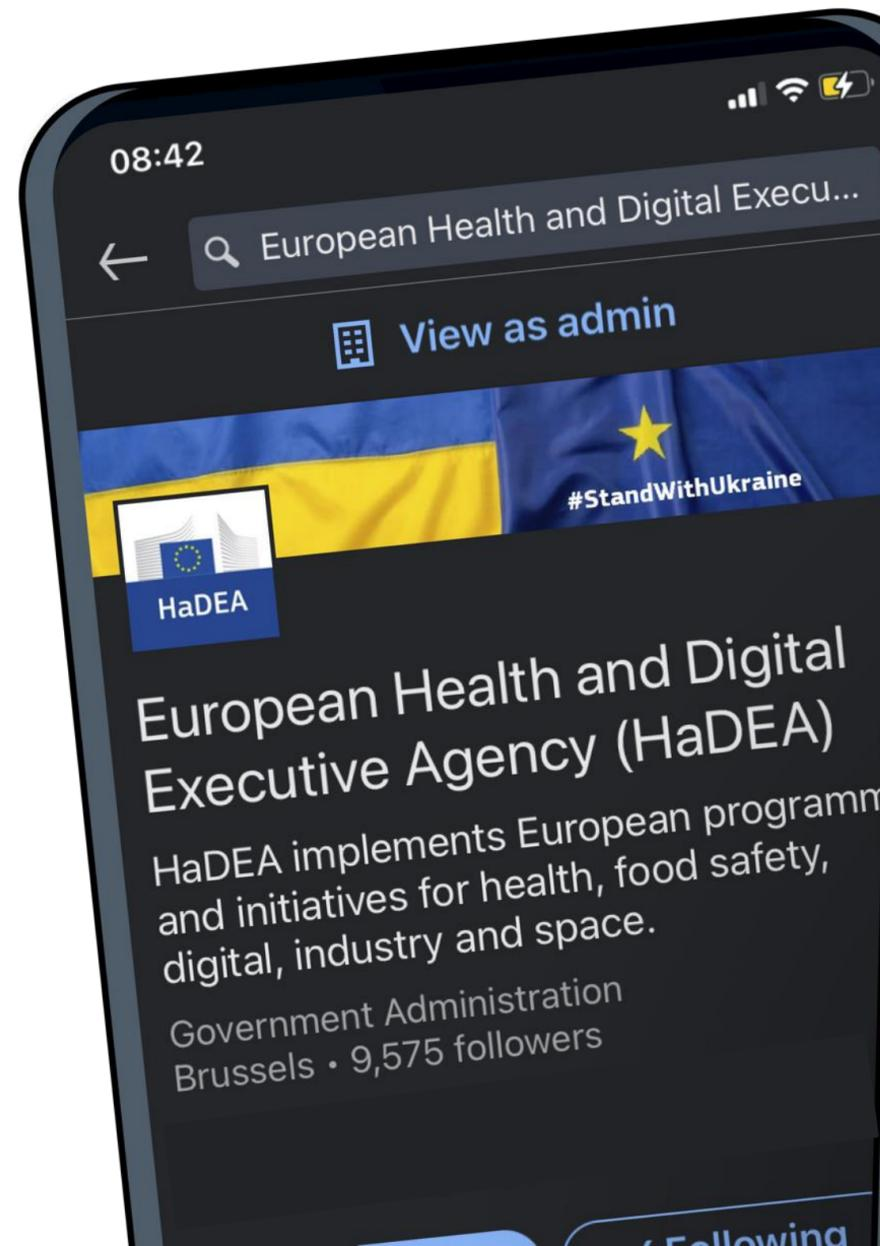 08:42
European Health and Digital Execu...
View as admin
#StandWithUkraine
HaDEA
European Health and Digital
Executive Agency (HaDEA)
HaDEA implements European programm
and initiatives for health, food safety,
digital, industry and space.
Government Administration
Brussels • 9,575 followers
Following